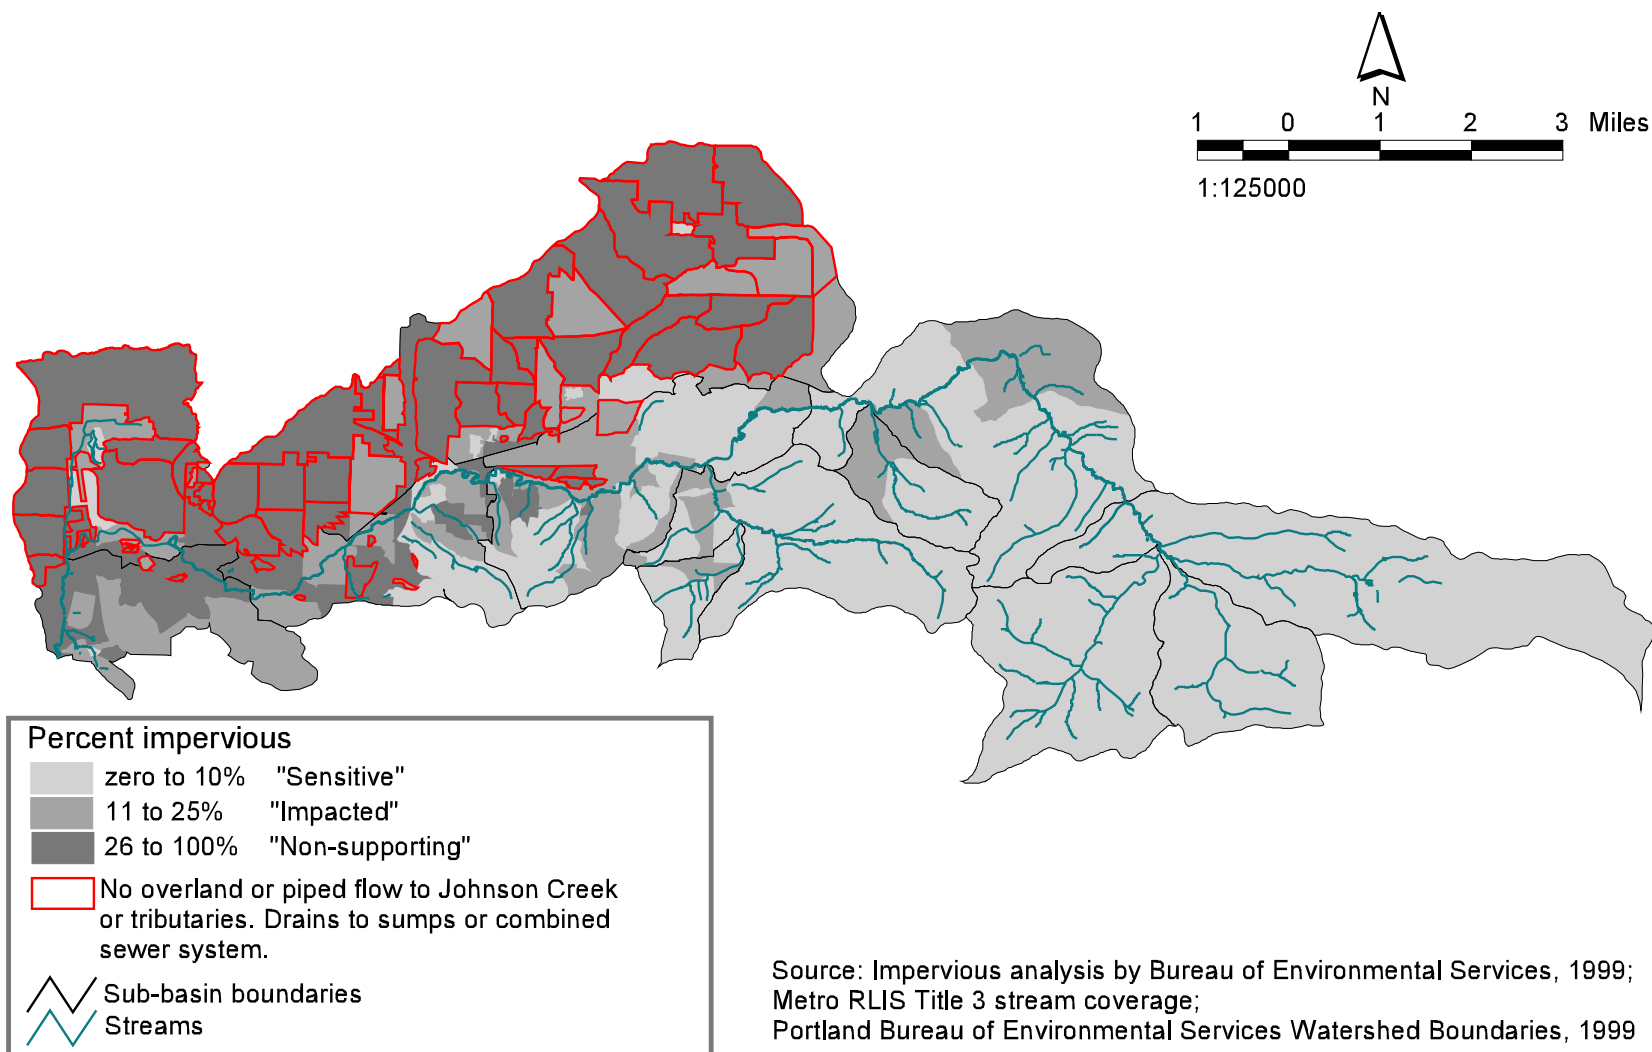 N
1 0 1 2 3 Miles
1:125000
Percent impervious
zero to 10% "Sensitive"
11 to 25% "Impacted"
26 to 100% "Non-supporting"
No overland or piped flow to Johnson Creek
or tributaries. Drains to sumps or combined
sewer system.
Sub-basin boundaries
Streams
Source: Impervious analysis by Bureau of Environmental Services, 1999;
Metro RLIS Title 3 stream coverage;
Portland Bureau of Environmental Services Watershed Boundaries, 1999